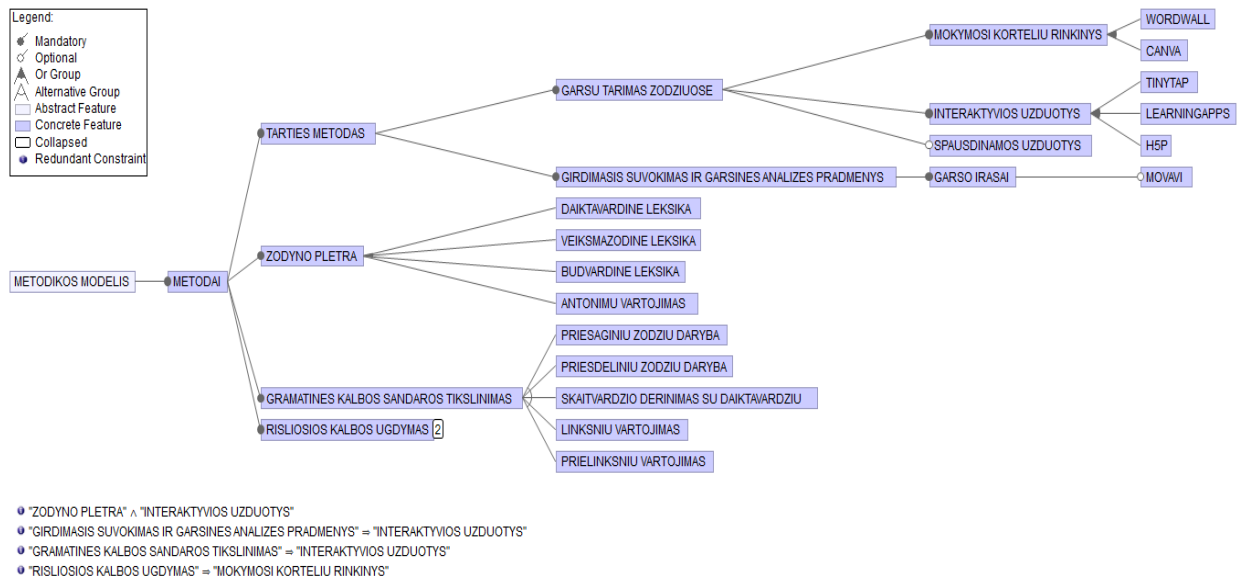 Legend:
Mandatory
Optional
Or Group
Alternative Group
Abstract Feature
Concrete Feature
Collapsed
Redundant Constraint
METODIKOS MODELIS
METODAI
TARTIES METODAS
GARSU TARIMAS ZODZIUOSE
MOKYMOSI KORTELIU RINKINYS
WORDWALL
CANVA
INTERAKTYVIOS UZDUOTYS
TINYTAP
LEARNINGAPPS
H5P
SPAUSDINAMOS UZDUOTYS
GIRDIMASIS SUVOKIMAS IR GARSINES ANALIZES PRADMENYS
GARSO IRASAI
MOVAVI
ZODYNO PLETRA
DAIKTAVARDINE LEKSIKA
VEIKSMAZODINE LEKSIKA
BUDVARDINE LEKSIKA
ANTONIMU VARTOJIMAS
GRAMATINES KALBOS SANDAROS TIKSLINIMAS
PRIESAGINIU ZODZIU DARYBA
PRIESDELINIU ZODZIU DARYBA
SKAITVARDZIO DERINIMAS SU DAIKTAVARDZIU
LINKSNIU VARTOJIMAS
PRIELINKSNIU VARTOJIMAS
RISLIOSIOS KALBOS UGDYMAS 2
"ZODYNO PLETRA" ∧ "INTERAKTYVIOS UZDUOTYS"
"GIRDIMASIS SUVOKIMAS IR GARSINES ANALIZES PRADMENYS" ⇒ "INTERAKTYVIOS UZDUOTYS"
"GRAMATINES KALBOS SANDAROS TIKSLINIMAS" ⇒ "INTERAKTYVIOS UZDUOTYS"
"RISLIOSIOS KALBOS UGDYMAS" ⇒ "MOKYMOSI KORTELIU RINKINYS"